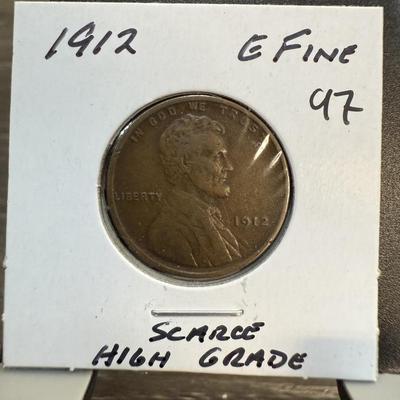 1912 E FINE
97
IN GOD WE TRUST
LIBERTY
1912
SCARCE
HIGH GRADE